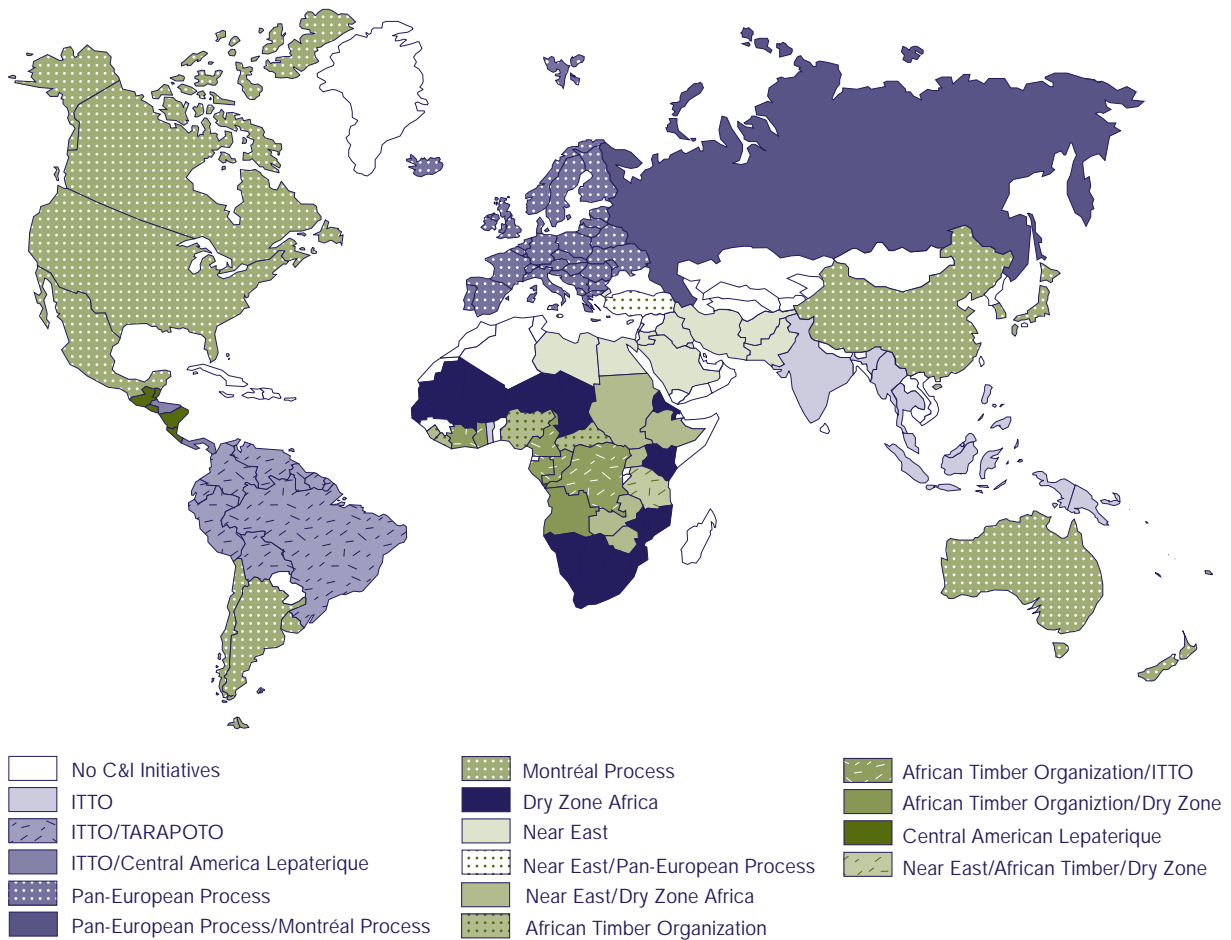 No C&I Initiatives
ITTO
ITTO/TARAPOTO
ITTO/Central America Lepaterique
Pan-European Process
Pan-European Process/Montréal Process
Montréal Process
Dry Zone Africa
Near East
Near East/Pan-European Process
Near East/Dry Zone Africa
African Timber Organization
African Timber Organization/ITTO
African Timber Organiztion/Dry Zone
Central American Lepaterique
Near East/African Timber/Dry Zone